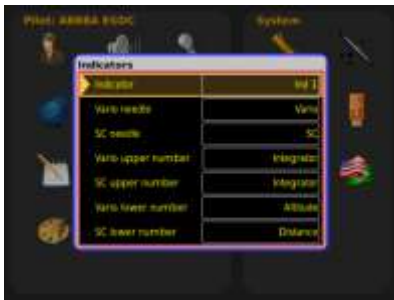 Pilot: ABBBA EGDC
System
Indicators
Indicator Ind 1
Vario needle Vario
SC needle SC
Vario upper number Integrator
SC upper number Integrator
Vario lower number Altitude
SC lower number Distance